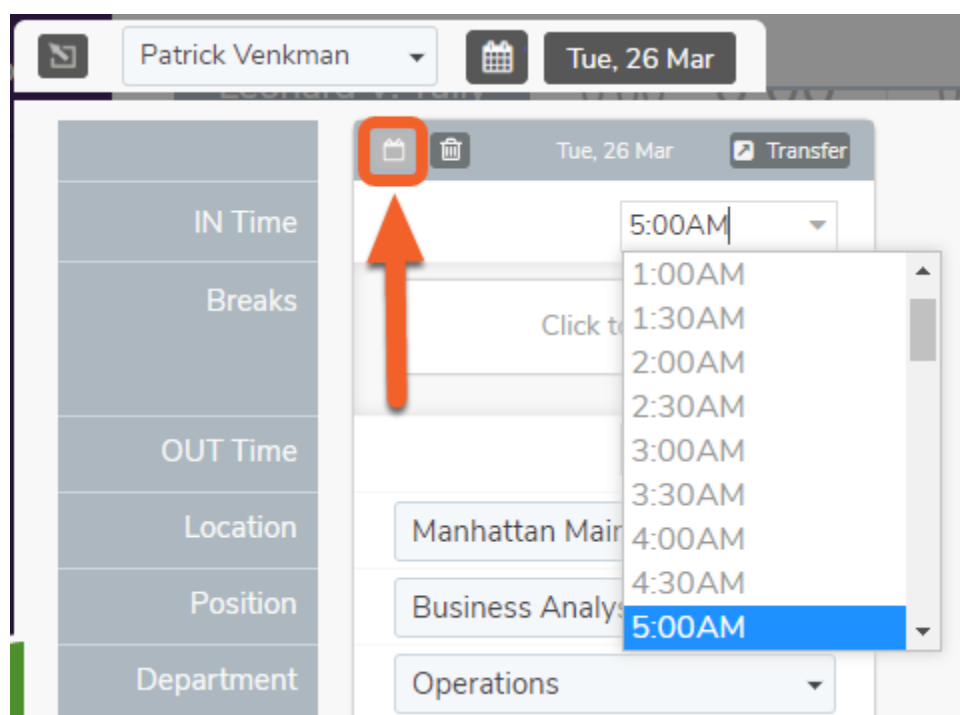 Patrick Venkman
Tue, 26 Mar
Tue, 26 Mar
Transfer
IN Time
5:00AM
Breaks
Click
1:00AM
1:30AM
2:00AM
2:30AM
3:00AM
3:30AM
4:00AM
4:30AM
5:00AM
OUT Time
Location
Manhattan
Position
Business
Department
Operations